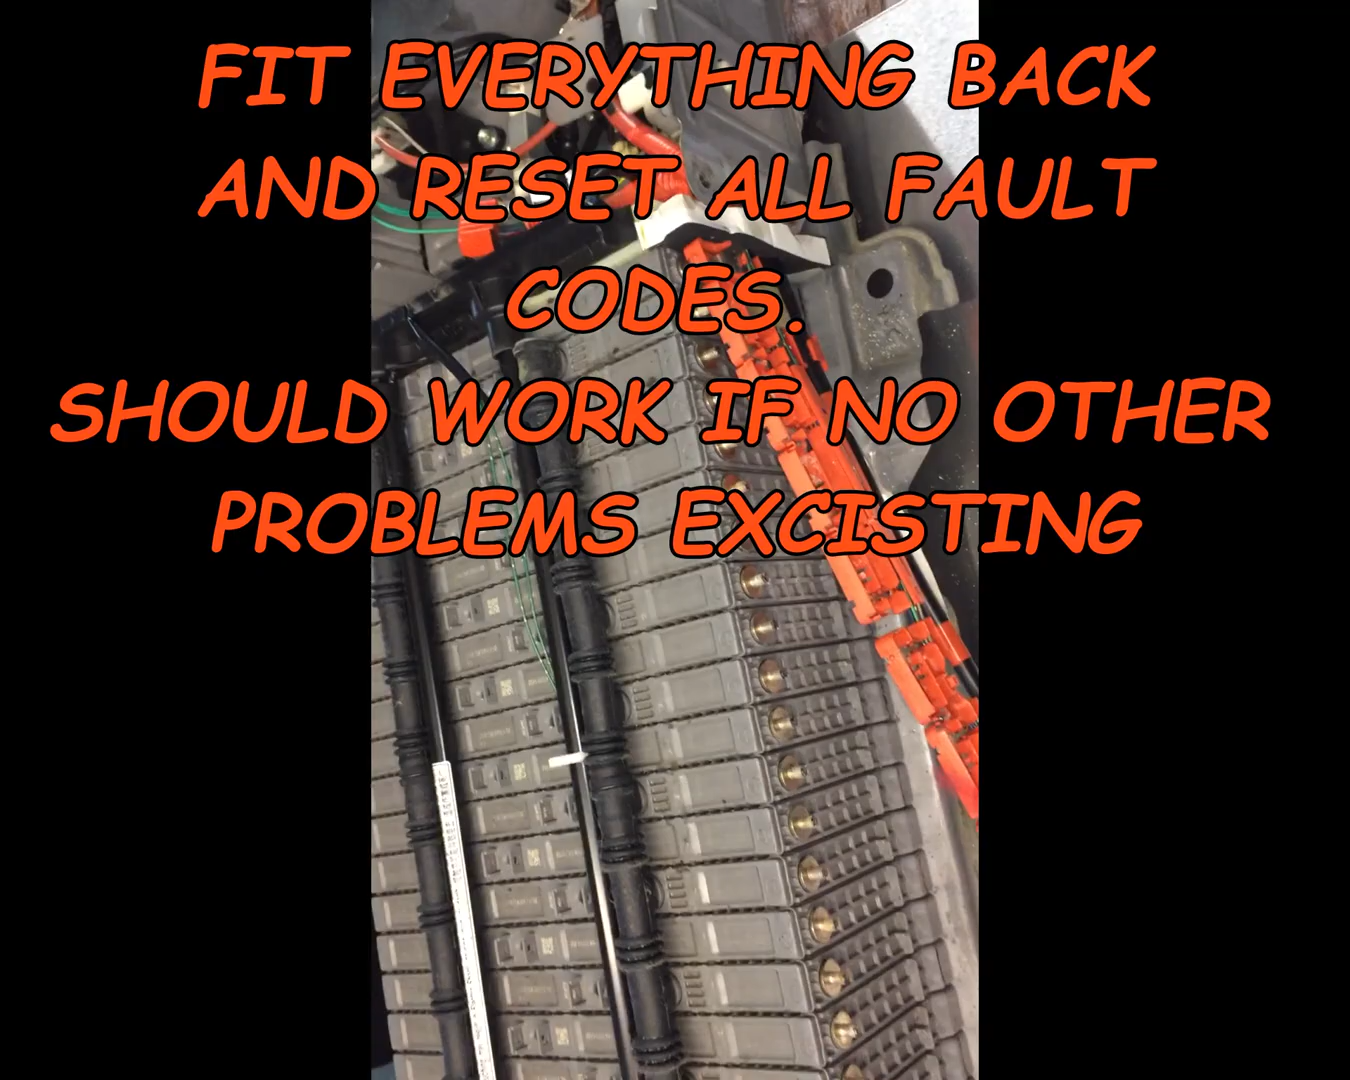 FIT EVERYTHING BACK
AND RESET ALL FAULT
CODES.
SHOULD WORK IF NO OTHER
PROBLEMS EXCISTING